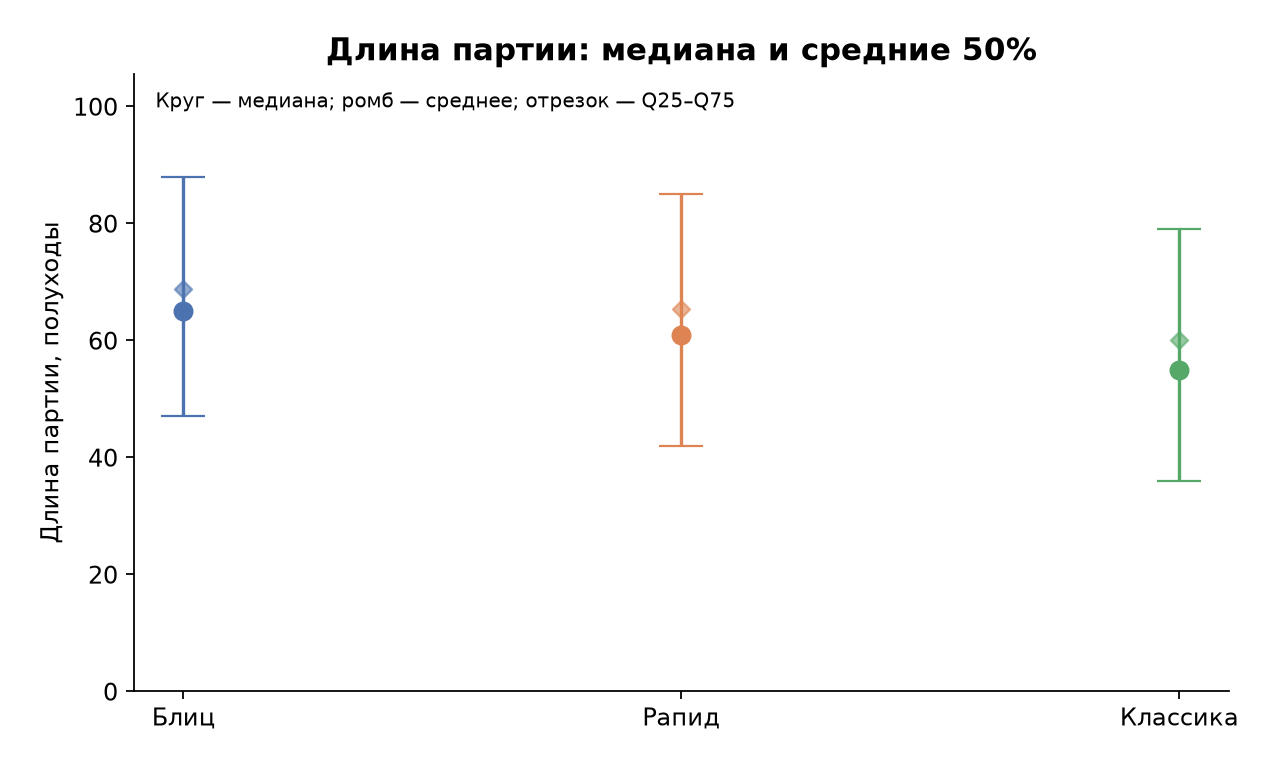 Длина партии: медиана и средние 50%
Круг — медиана; ромб — среднее; отрезок — Q25–Q75
Длина партии, полуходы
100
80
60
40
20
0
Блиц
Рапид
Классика